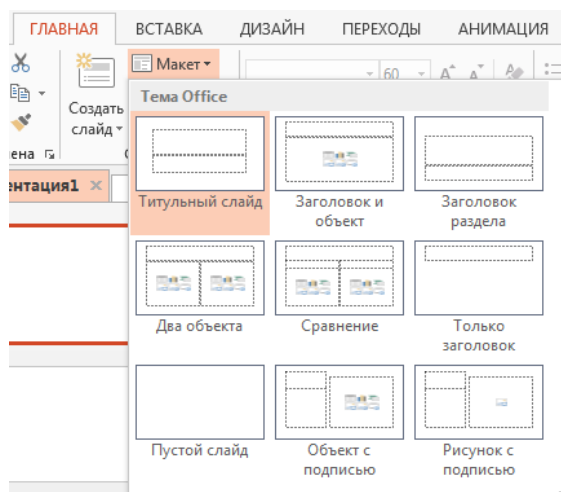 ГЛАВНАЯ ВСТАВКА ДИЗАЙН ПЕРЕХОДЫ АНИМАЦИЯ
Макет
60
Создать
слайд
ена
ентация1
Тема Office
Титульный слайд Заголовок и объект Заголовок раздела
Два объекта Сравнение Только заголовок
Пустой слайд Объект с подписью Рисунок с подписью